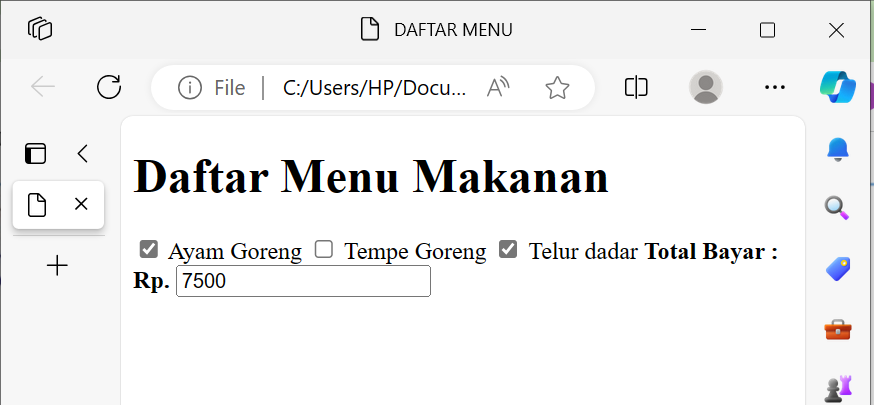 DAFTAR MENU
File | C:/Users/HP/Docu...
Daftar Menu Makanan
Ayam Goreng Tempe Goreng Telur dadar Total Bayar :
Rp. 7500